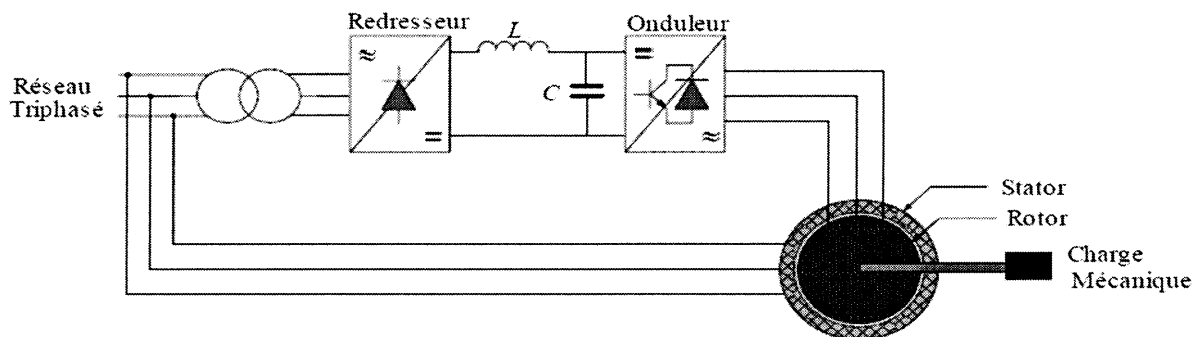 Redresseur
Onduleur
L
≈
=
Réseau
Triphasé
C
=
≈
Stator
Rotor
Charge
Mécanique